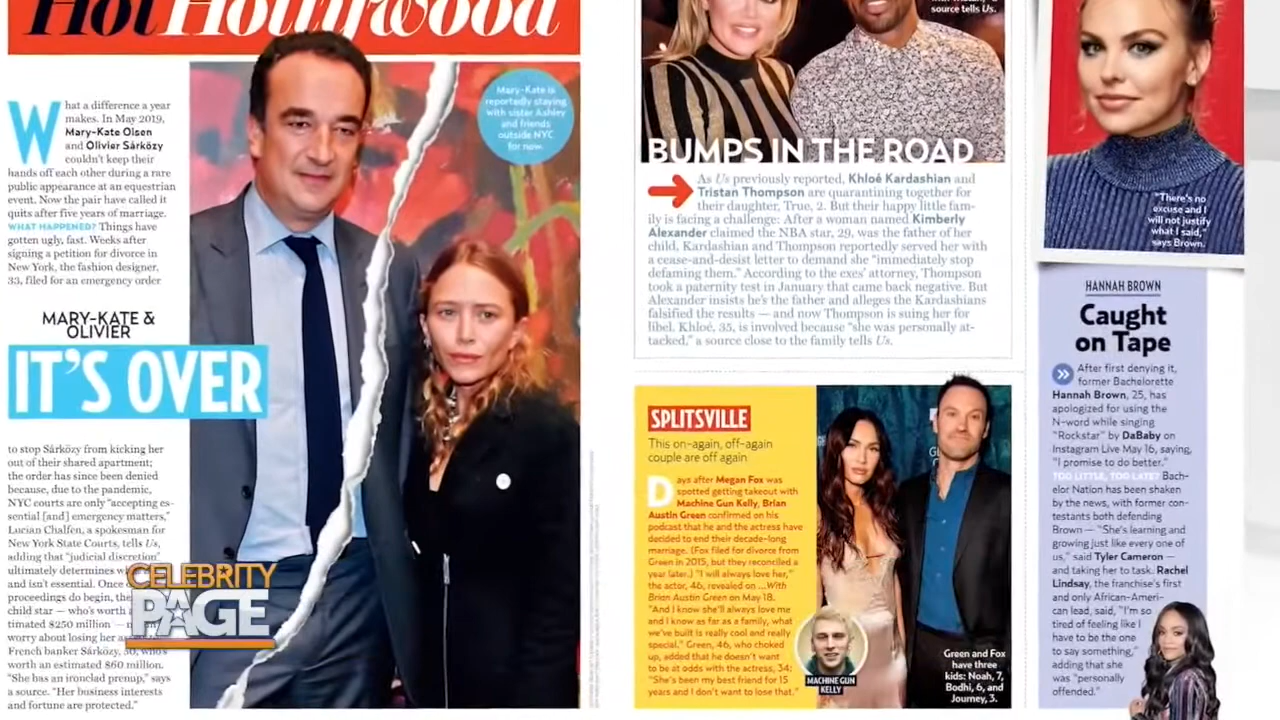 Hot Hollywood
What a difference a year
makes. In May 2019,
Mary-Kate Olsen
and Olivier Sárközy
couldn't keep their
hands off each other during a rare
public appearance at an equestrian
event. Now the pair have called it
quits after five years of marriage.
WHAT HAPPENED? Things have
gotten ugly, fast. Weeks after
signing a petition for divorce in
New York, the fashion designer,
33, filed for an emergency order
MARY-KATE &
OLIVIER
IT'S OVER
to stop Sárközy from kicking her
out of their shared apartment;
the order has since been denied
because, due to the pandemic,
NYC courts are only "accepting es-
sential [and] emergency matters,"
Lucian Chalfen, a spokesman for
New York State Courts, tells Us,
adding that "judicial discretion"
ultimately determines
and isn't essential. Once
proceedings do begin, the
child star — who's worth
timated $250 million
worry about losing her
French banker Sárközy, 50, who's
worth an estimated $60 million.
"She has an ironclad prenup," says
a source. "Her business interests
and fortune are protected."
Mary-Kate is
reportedly staying
with sister Ashley
and friends
outside NYC
for now.
CELEBRITY
PAGE
source tells Us.
BUMPS IN THE ROAD
As Us previously reported, Khloé Kardashian and
Tristan Thompson are quarantining together for
their daughter, True, 2. But their happy little fam-
ily is facing a challenge: After a woman named Kimberly
Alexander claimed the NBA star, 29, was the father of her
child, Kardashian and Thompson reportedly served her with
a cease-and-desist letter to demand she "immediately stop
defaming them." According to the exes' attorney, Thompson
took a paternity test in January that came back negative. But
Alexander insists he's the father and alleges the Kardashians
falsified the results — and now Thompson is suing her for
libel. Khloé, 35, is involved because "she was personally at-
tacked," a source close to the family tells Us.
SPLITSVILLE
This on-again, off-again
couple are off again
Days after Megan Fox was
spotted getting takeout with
Machine Gun Kelly, Brian
Austin Green confirmed on his
podcast that he and the actress have
decided to end their decade-long
marriage. (Fox filed for divorce from
Green in 2015, but they reconciled a
year later.) "I will always love her,"
the actor, 46, revealed on ...With
Brian Austin Green on May 18.
"And I know she'll always love me
and I know as far as a family, what
we've built is really cool and really
special." Green, 46, who choked
up, added that he doesn't want
to be at odds with the actress, 34:
"She's been my best friend for 15
years and I don't want to lose that."
MACHINE GUN
KELLY
Green and Fox
have three
kids: Noah, 7,
Bodhi, 6, and
Journey, 3.
"There's no
excuse and I
will not justify
what I said,"
says Brown.
HANNAH BROWN
Caught
on Tape
After first denying it,
former Bachelorette
Hannah Brown, 25, has
apologized for using the
N-word while singing
"Rockstar" by DaBaby on
Instagram Live May 16, saying,
"I promise to do better."
TOO LITTLE, TOO LATE? Bach-
elor Nation has been shaken
by the news, with former con-
testants both defending
Brown — "She's learning and
growing just like every one of
us," said Tyler Cameron —
and taking her to task. Rachel
Lindsay, the franchise's first
and only African-Ameri-
can lead, said, "I'm so
tired of feeling like I
have to be the one
to say something,"
adding that she
was "personally
offended."